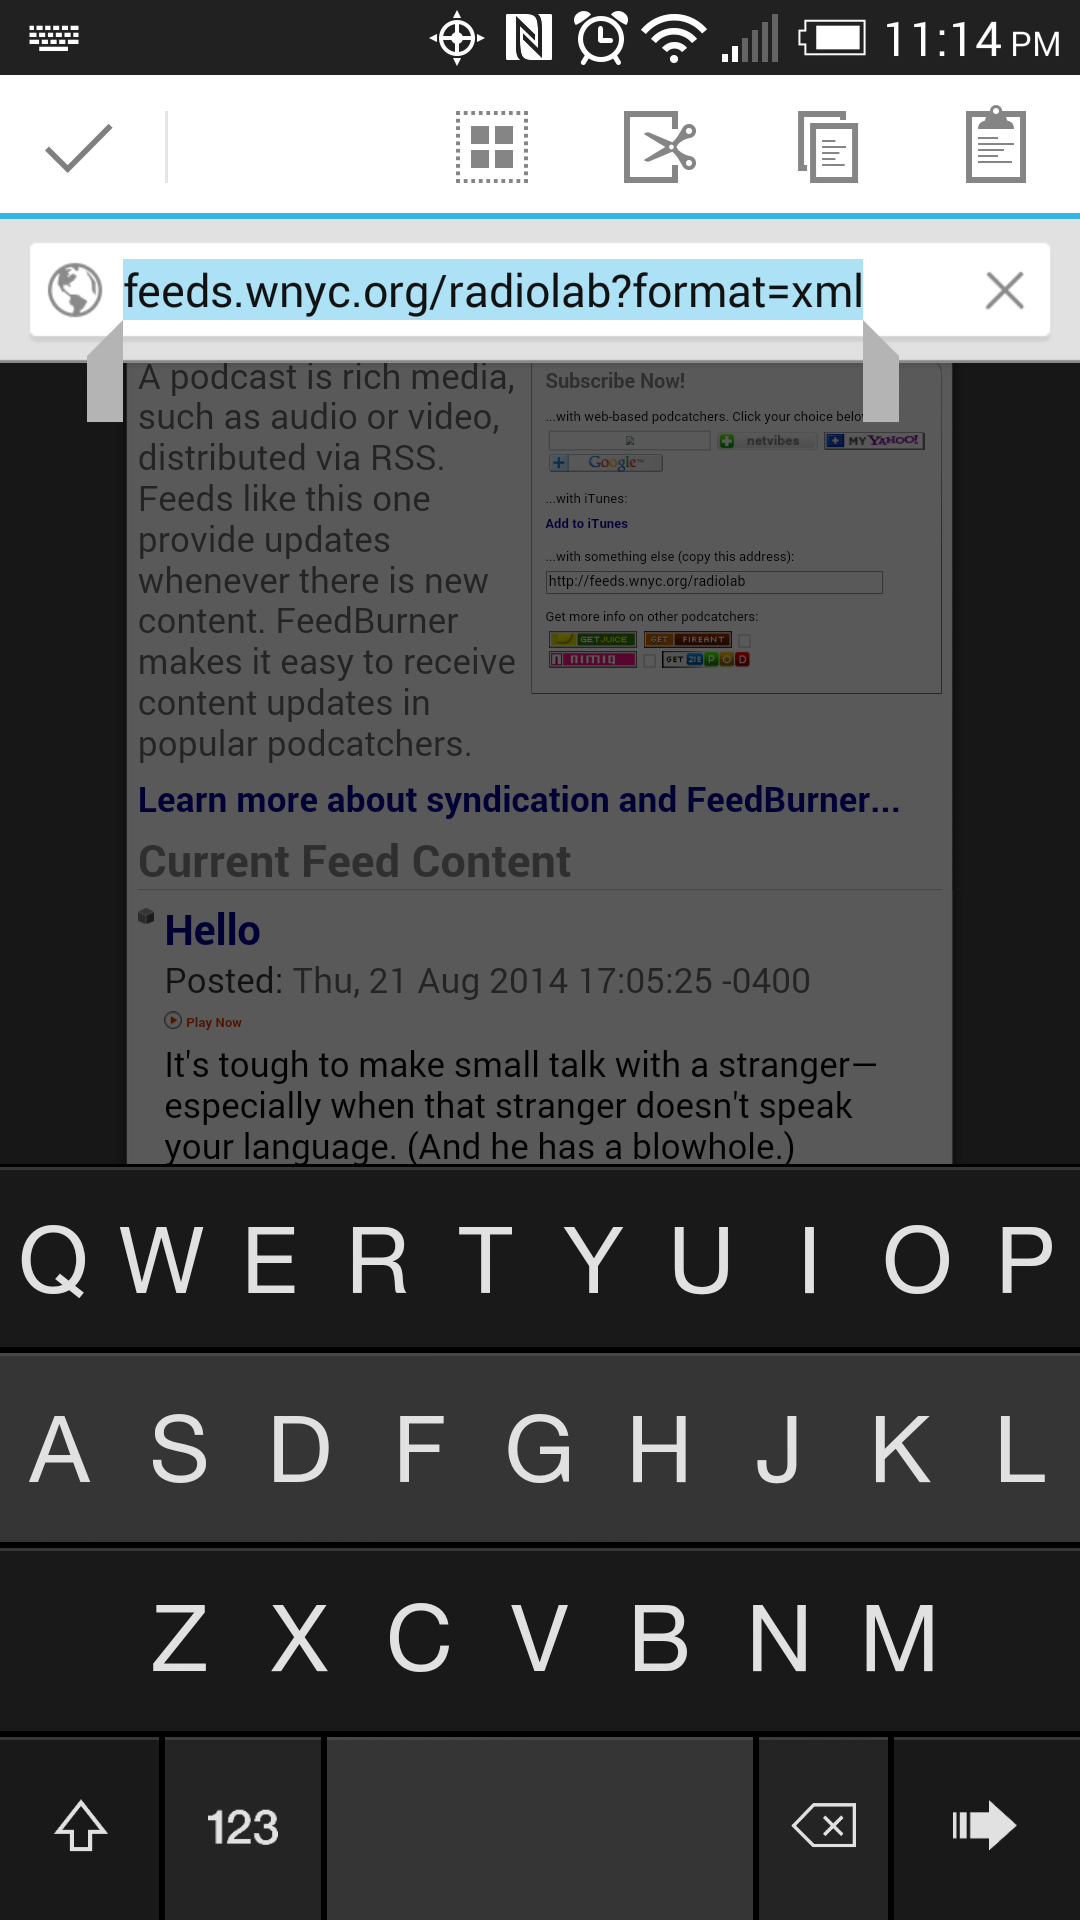 11:14 PM
feeds.wnyc.org/radiolab?format=xml
A podcast is rich media,
such as audio or video,
distributed via RSS.
Feeds like this one
provide updates
whenever there is new
content. FeedBurner
makes it easy to receive
content updates in
popular podcatchers.
Subscribe Now!
...with web-based podcatchers. Click your choice belo
netvibes
MY YAHOO!
Google™
...with iTunes:
Add to iTunes
...with something else (copy this address):
http://feeds.wnyc.org/radiolab
Get more info on other podcatchers:
GETJUICE
GET FIREANT
nimiq
GET ZIEPOD
Learn more about syndication and FeedBurner...
Current Feed Content
Hello
Posted: Thu, 21 Aug 2014 17:05:25 -0400
Play Now
It's tough to make small talk with a stranger—
especially when that stranger doesn't speak
your language. (And he has a blowhole.)
Q W E R T Y U I O P
A S D F G H J K L
Z X C V B N M
123